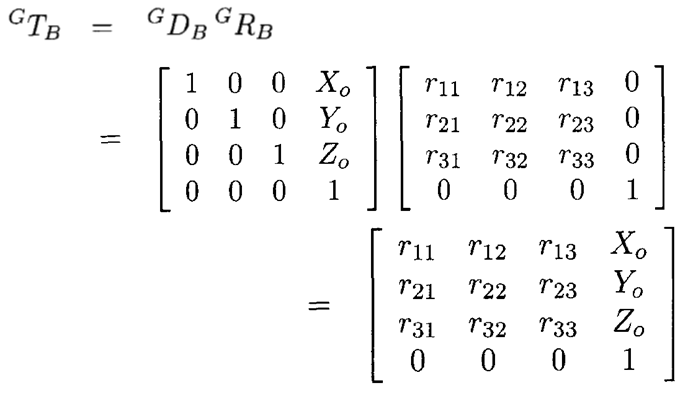 ^G T_B = ^G D_B ^G R_B
= [ 1 0 0 X_o ] [ r_11 r_12 r_13 0 ]
[ 0 1 0 Y_o ] [ r_21 r_22 r_23 0 ]
[ 0 0 1 Z_o ] [ r_31 r_32 r_33 0 ]
[ 0 0 0 1 ] [ 0 0 0 1 ]
= [ r_11 r_12 r_13 X_o ]
[ r_21 r_22 r_23 Y_o ]
[ r_31 r_32 r_33 Z_o ]
[ 0 0 0 1 ]